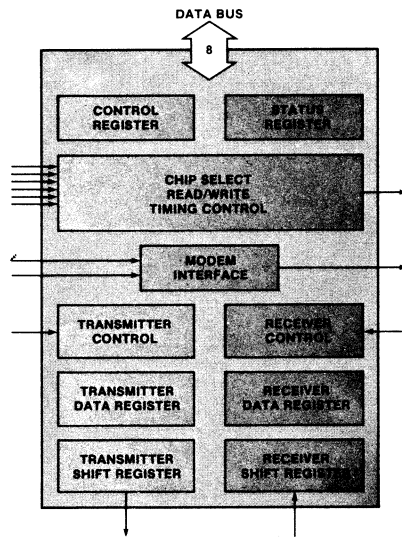 DATA BUS
8
CONTROL
REGISTER
STATUS
REGISTER
CHIP SELECT
READ/WRITE
TIMING CONTROL
MODEM
INTERFACE
TRANSMITTER
CONTROL
RECEIVER
CONTROL
TRANSMITTER
DATA REGISTER
RECEIVER
DATA REGISTER
TRANSMITTER
SHIFT REGISTER
RECEIVER
SHIFT REGISTER